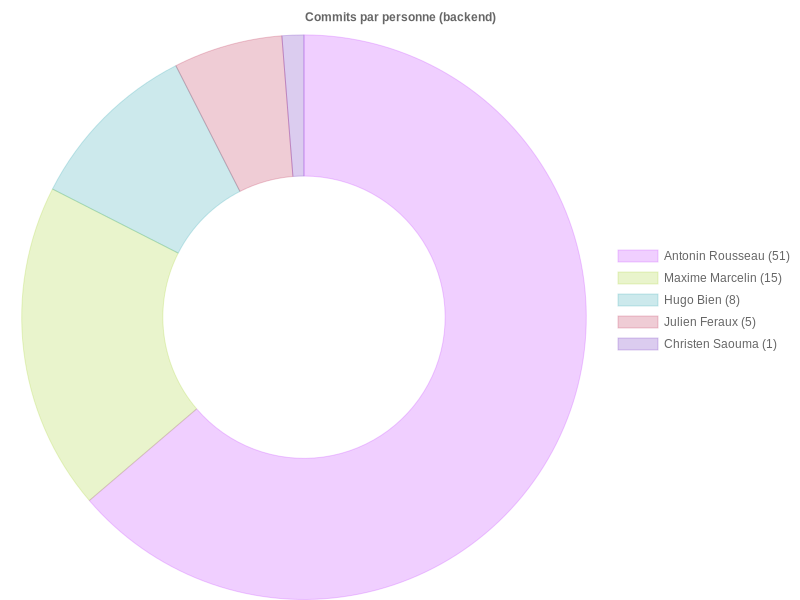 Commits par personne (backend)
Antonin Rousseau (51)
Maxime Marcelin (15)
Hugo Bien (8)
Julien Feraux (5)
Christen Saouma (1)